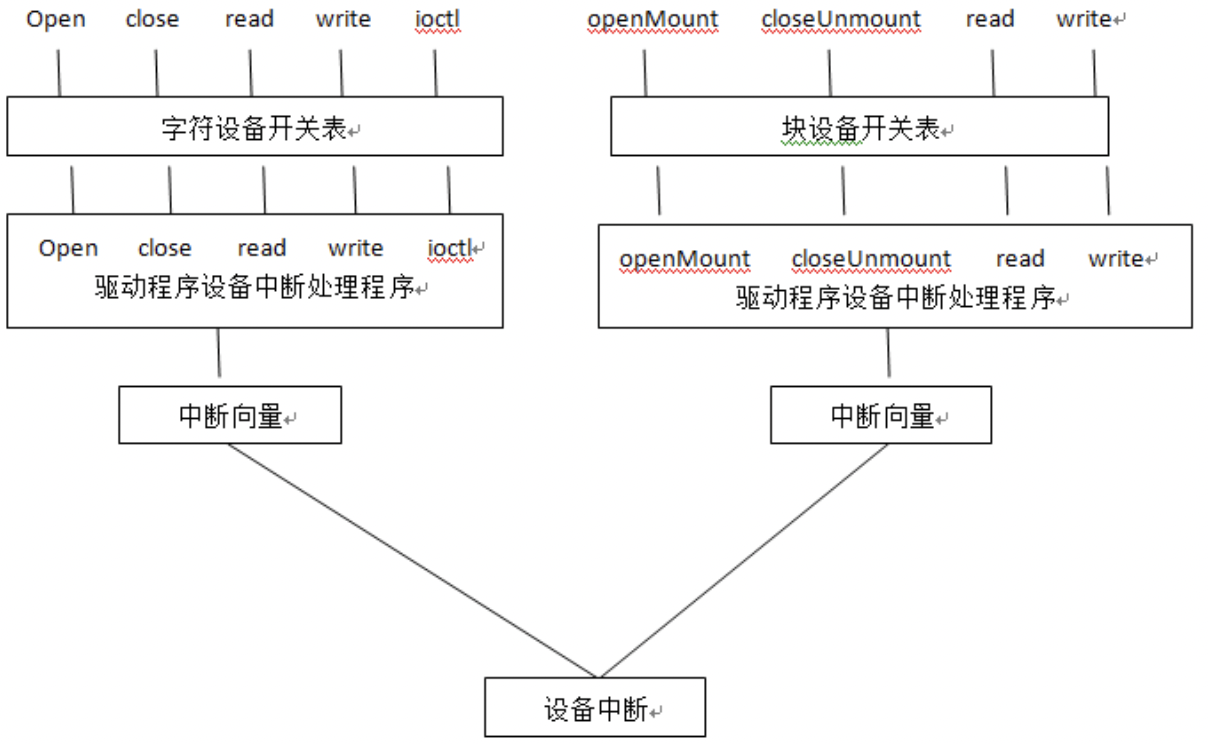 Open close read write ioctl
openMount closeUnmount read write
字符设备开关表
块设备开关表
Open close read write ioctl
驱动程序设备中断处理程序
openMount closeUnmount read write
驱动程序设备中断处理程序
中断向量
中断向量
设备中断